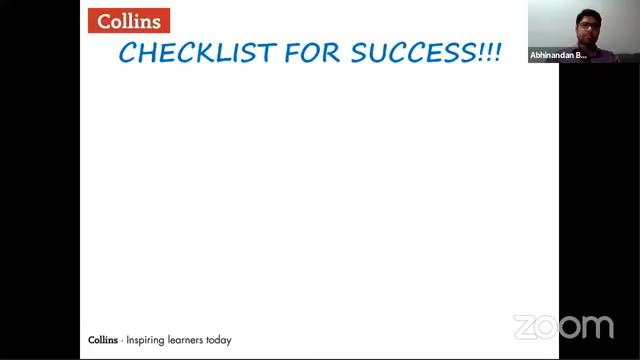 Collins
CHECKLIST FOR SUCCESS!!!
Abhinandan B...
Collins · Inspiring learners today
zoom